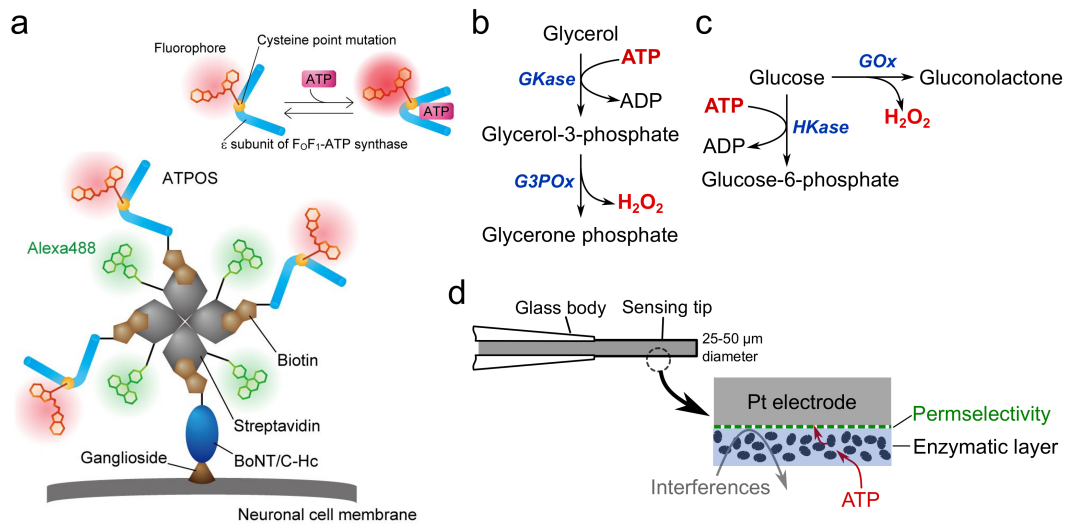 a
Fluorophore
Cysteine point mutation
ATP
ATP
ε subunit of FOF1-ATP synthase
ATPOS
Alexa488
Biotin
Streptavidin
BoNT/C-Hc
Ganglioside
Neuronal cell membrane
b
Glycerol
ATP
GKase
ADP
Glycerol-3-phosphate
G3POx
H2O2
Glycerone phosphate
c
GOx
Glucose
Gluconolactone
ATP
H2O2
HKase
ADP
Glucose-6-phosphate
d
Glass body
Sensing tip
25-50 µm
diameter
Pt electrode
Permselectivity
Enzymatic layer
Interferences
ATP